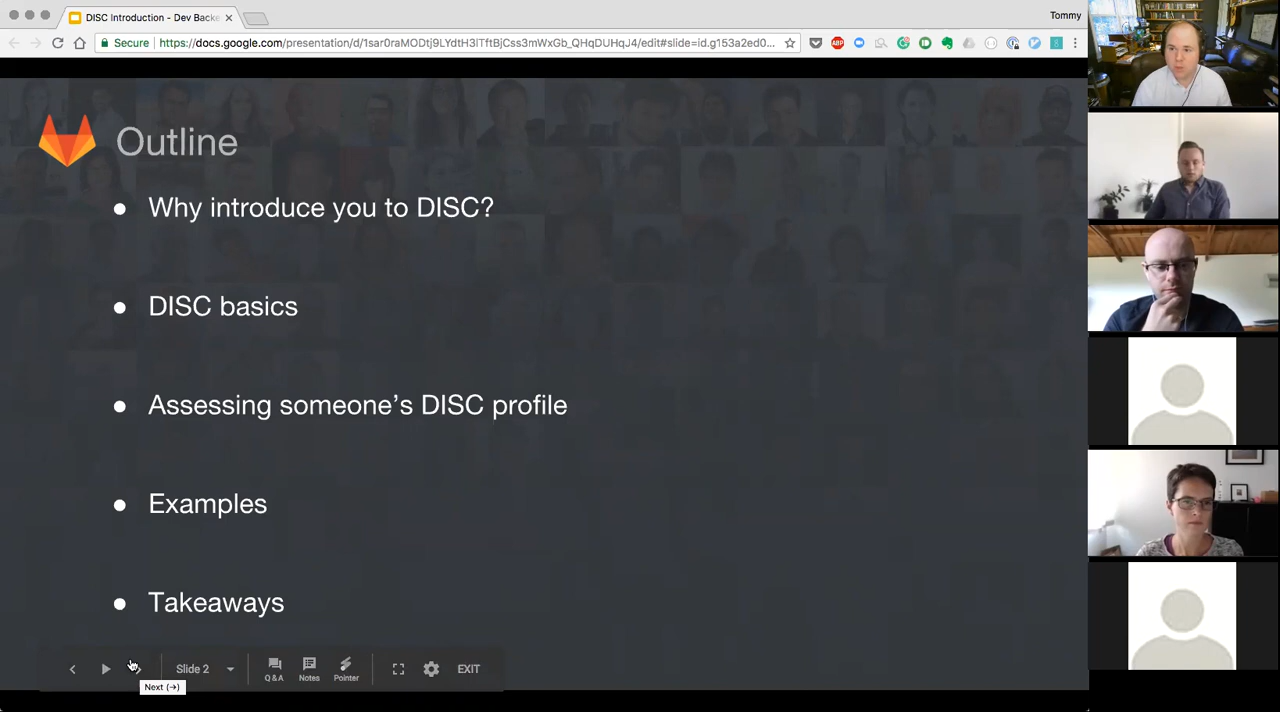 DISC Introduction - Dev Backe
Tommy
Secure
https://docs.google.com/presentation/d/1sar0raMODtj9LYdtH3lTftBjCss3mWxGb_QHqDUHqJ4/edit#slide=id.g153a2ed0...
ABP
Outline
Why introduce you to DISC?
DISC basics
Assessing someone's DISC profile
Examples
Takeaways
Slide 2
Q & A
Notes
Pointer
EXIT
Next (→)